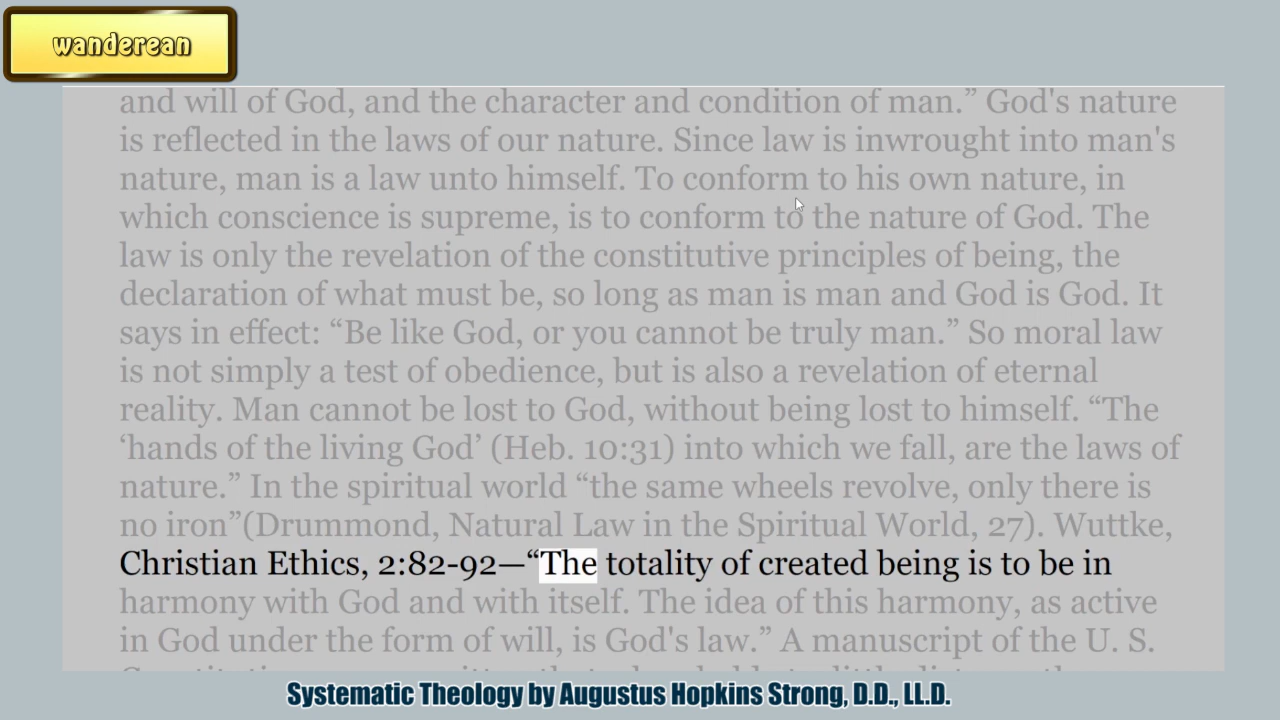 wanderean
and will of God, and the character and condition of man.” God's nature
is reflected in the laws of our nature. Since law is inwrought into man's
nature, man is a law unto himself. To conform to his own nature, in
which conscience is supreme, is to conform to the nature of God. The
law is only the revelation of the constitutive principles of being, the
declaration of what must be, so long as man is man and God is God. It
says in effect: “Be like God, or you cannot be truly man.” So moral law
is not simply a test of obedience, but is also a revelation of eternal
reality. Man cannot be lost to God, without being lost to himself. “The
‘hands of the living God’ (Heb. 10:31) into which we fall, are the laws of
nature.” In the spiritual world “the same wheels revolve, only there is
no iron”(Drummond, Natural Law in the Spiritual World, 27). Wuttke,
Christian Ethics, 2:82-92—“The totality of created being is to be in
harmony with God and with itself. The idea of this harmony, as active
in God under the form of will, is God's law.” A manuscript of the U. S.
Systematic Theology by Augustus Hopkins Strong, D.D., LL.D.